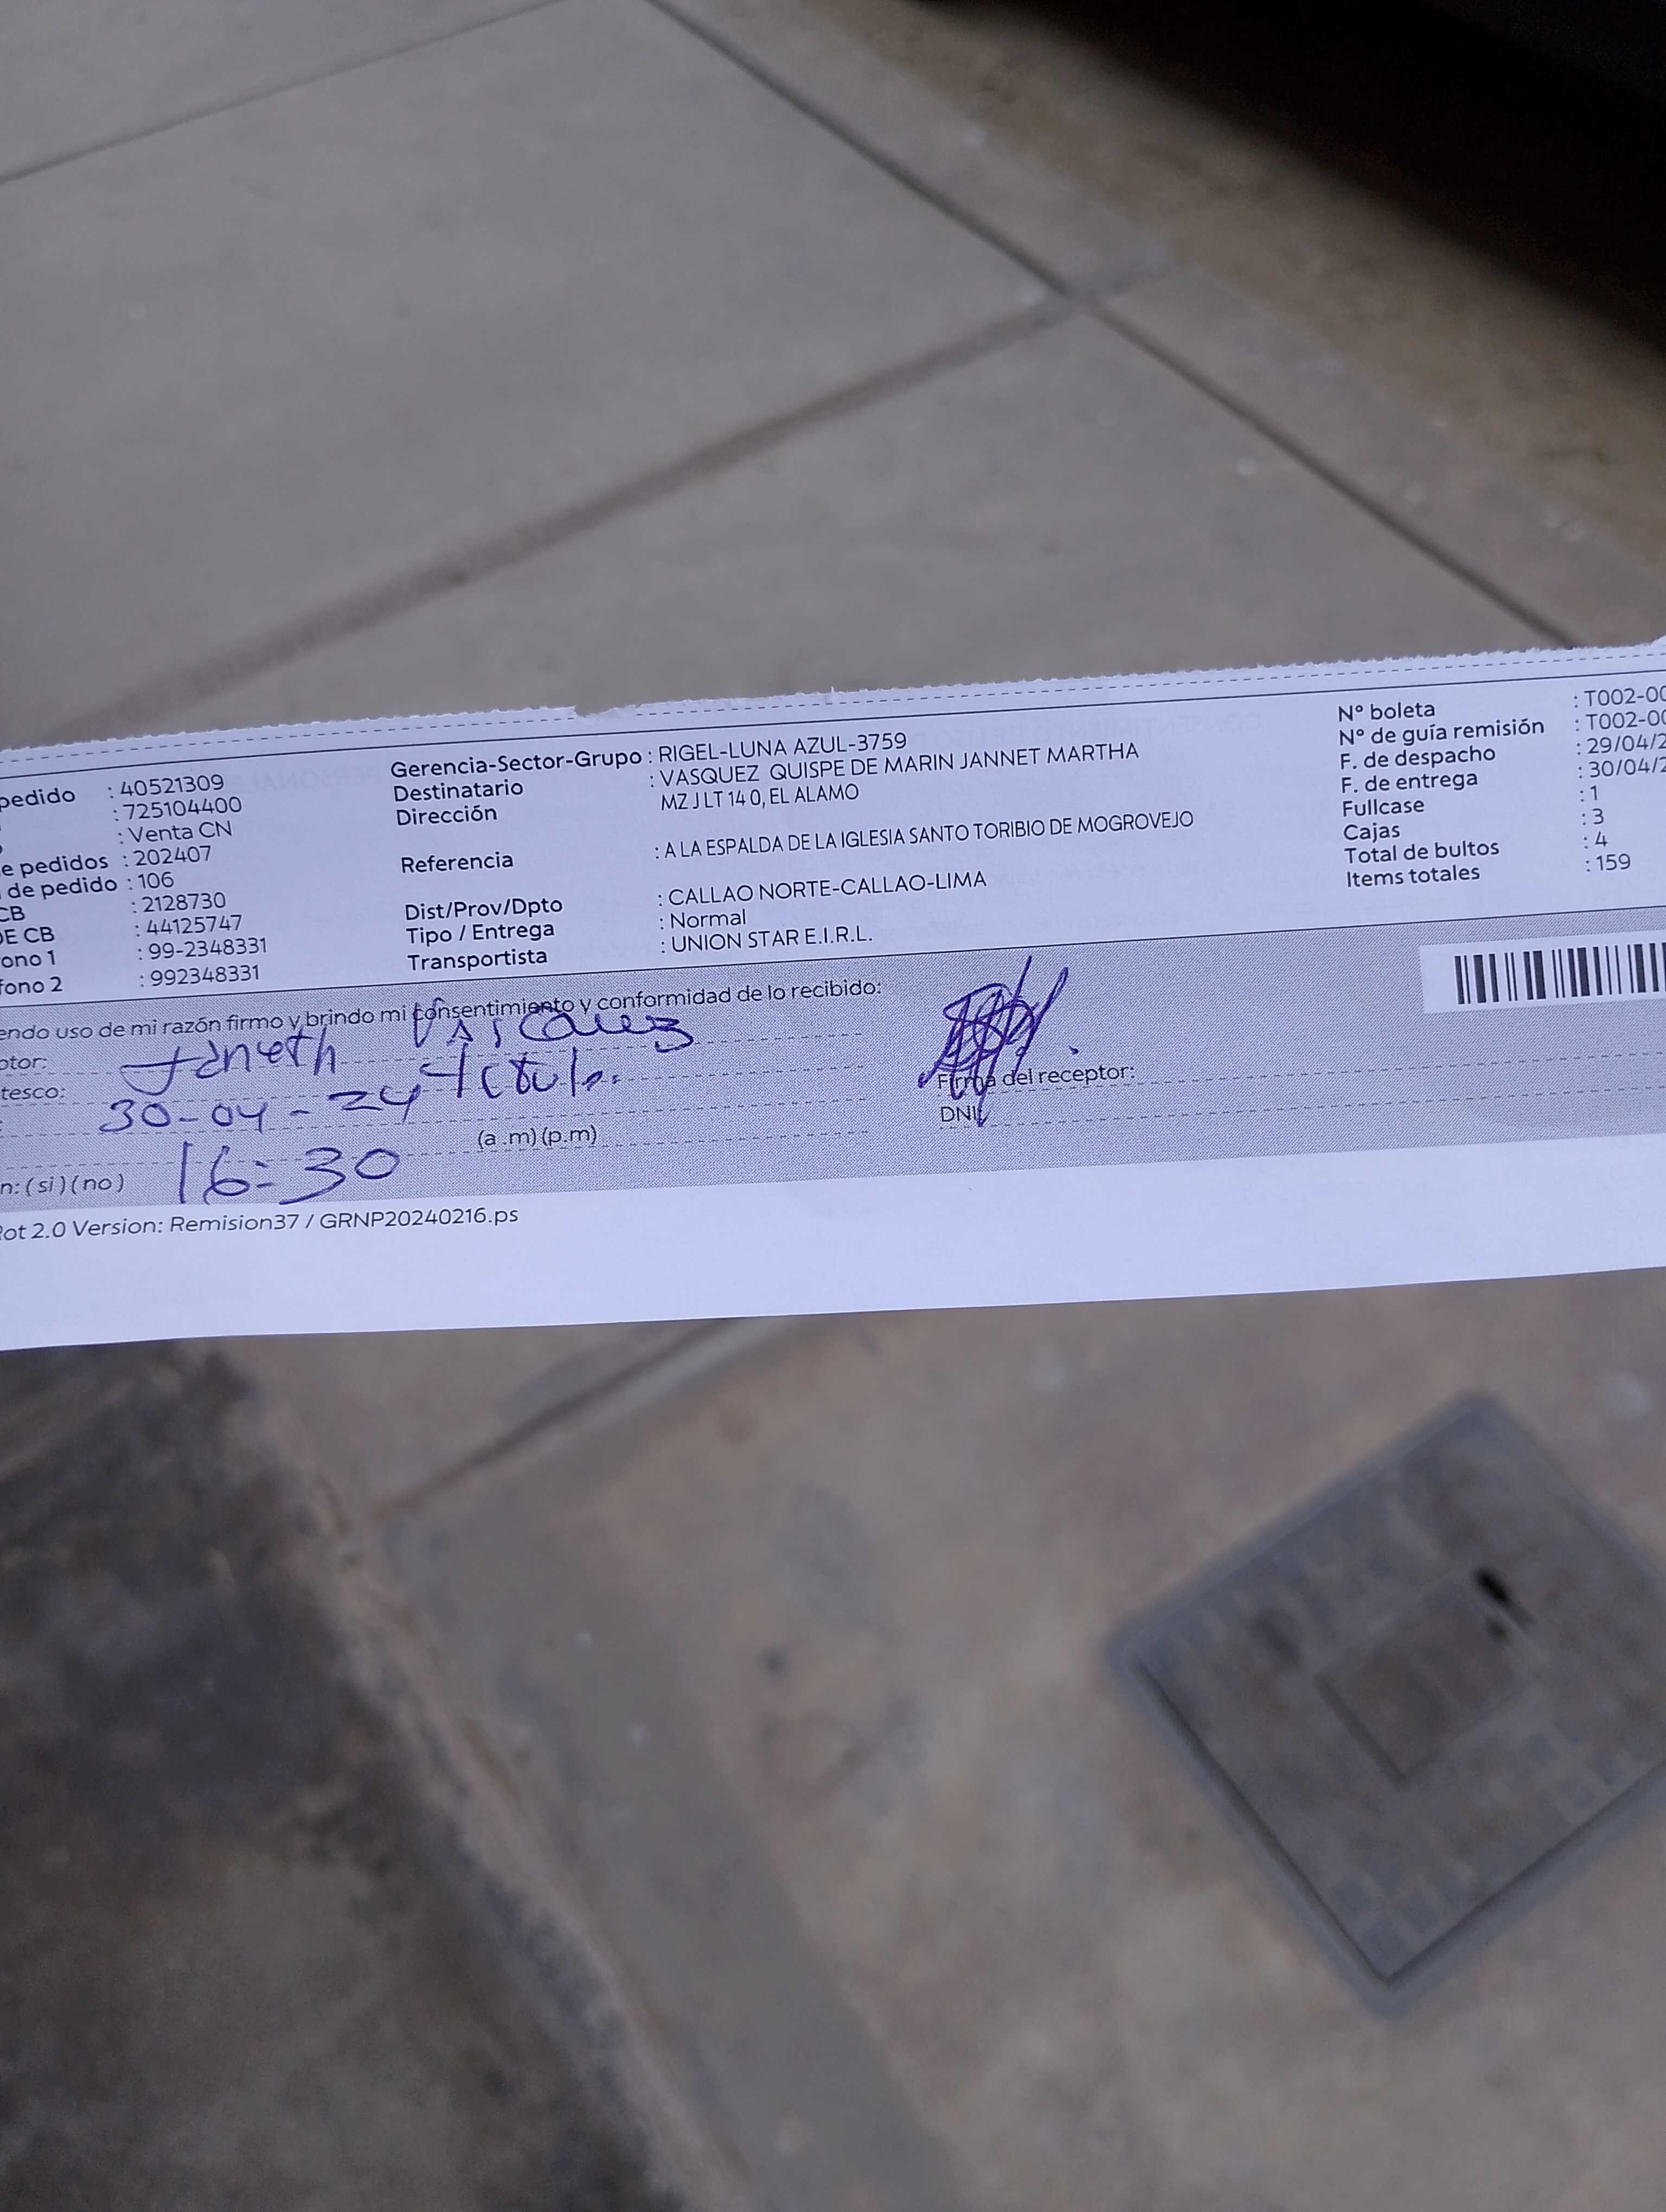 pedido : 40521309
: 725104400
: Venta CN
e pedidos : 202407
de pedido : 106
CB : 2128730
DE CB : 44125747
ono 1 : 99-2348331
fono 2 : 992348331
Gerencia-Sector-Grupo : RIGEL-LUNA AZUL-3759
Destinatario : VASQUEZ QUISPE DE MARIN JANNET MARTHA
Dirección MZ J LT 14 0, EL ALAMO
Referencia : A LA ESPALDA DE LA IGLESIA SANTO TORIBIO DE MOGROVEJO
Dist/Prov/Dpto : CALLAO NORTE-CALLAO-LIMA
Tipo / Entrega : Normal
Transportista : UNION STAR E.I.R.L.
N° boleta : T002-00
N° de guía remisión : T002-00
F. de despacho : 29/04/2
F. de entrega : 30/04/2
Fullcase : 1
Cajas : 3
Total de bultos : 4
Items totales : 159
endo uso de mi razón firmo y brindo mi consentimiento y conformidad de lo recibido:
ptor: Janeth Vasquez
tesco: Titular
30-04-24
16:30 (a.m) (p.m)
n: (si) (no)
Firma del receptor:
DNI
Rot 2.0 Version: Remision37 / GRNP20240216.ps